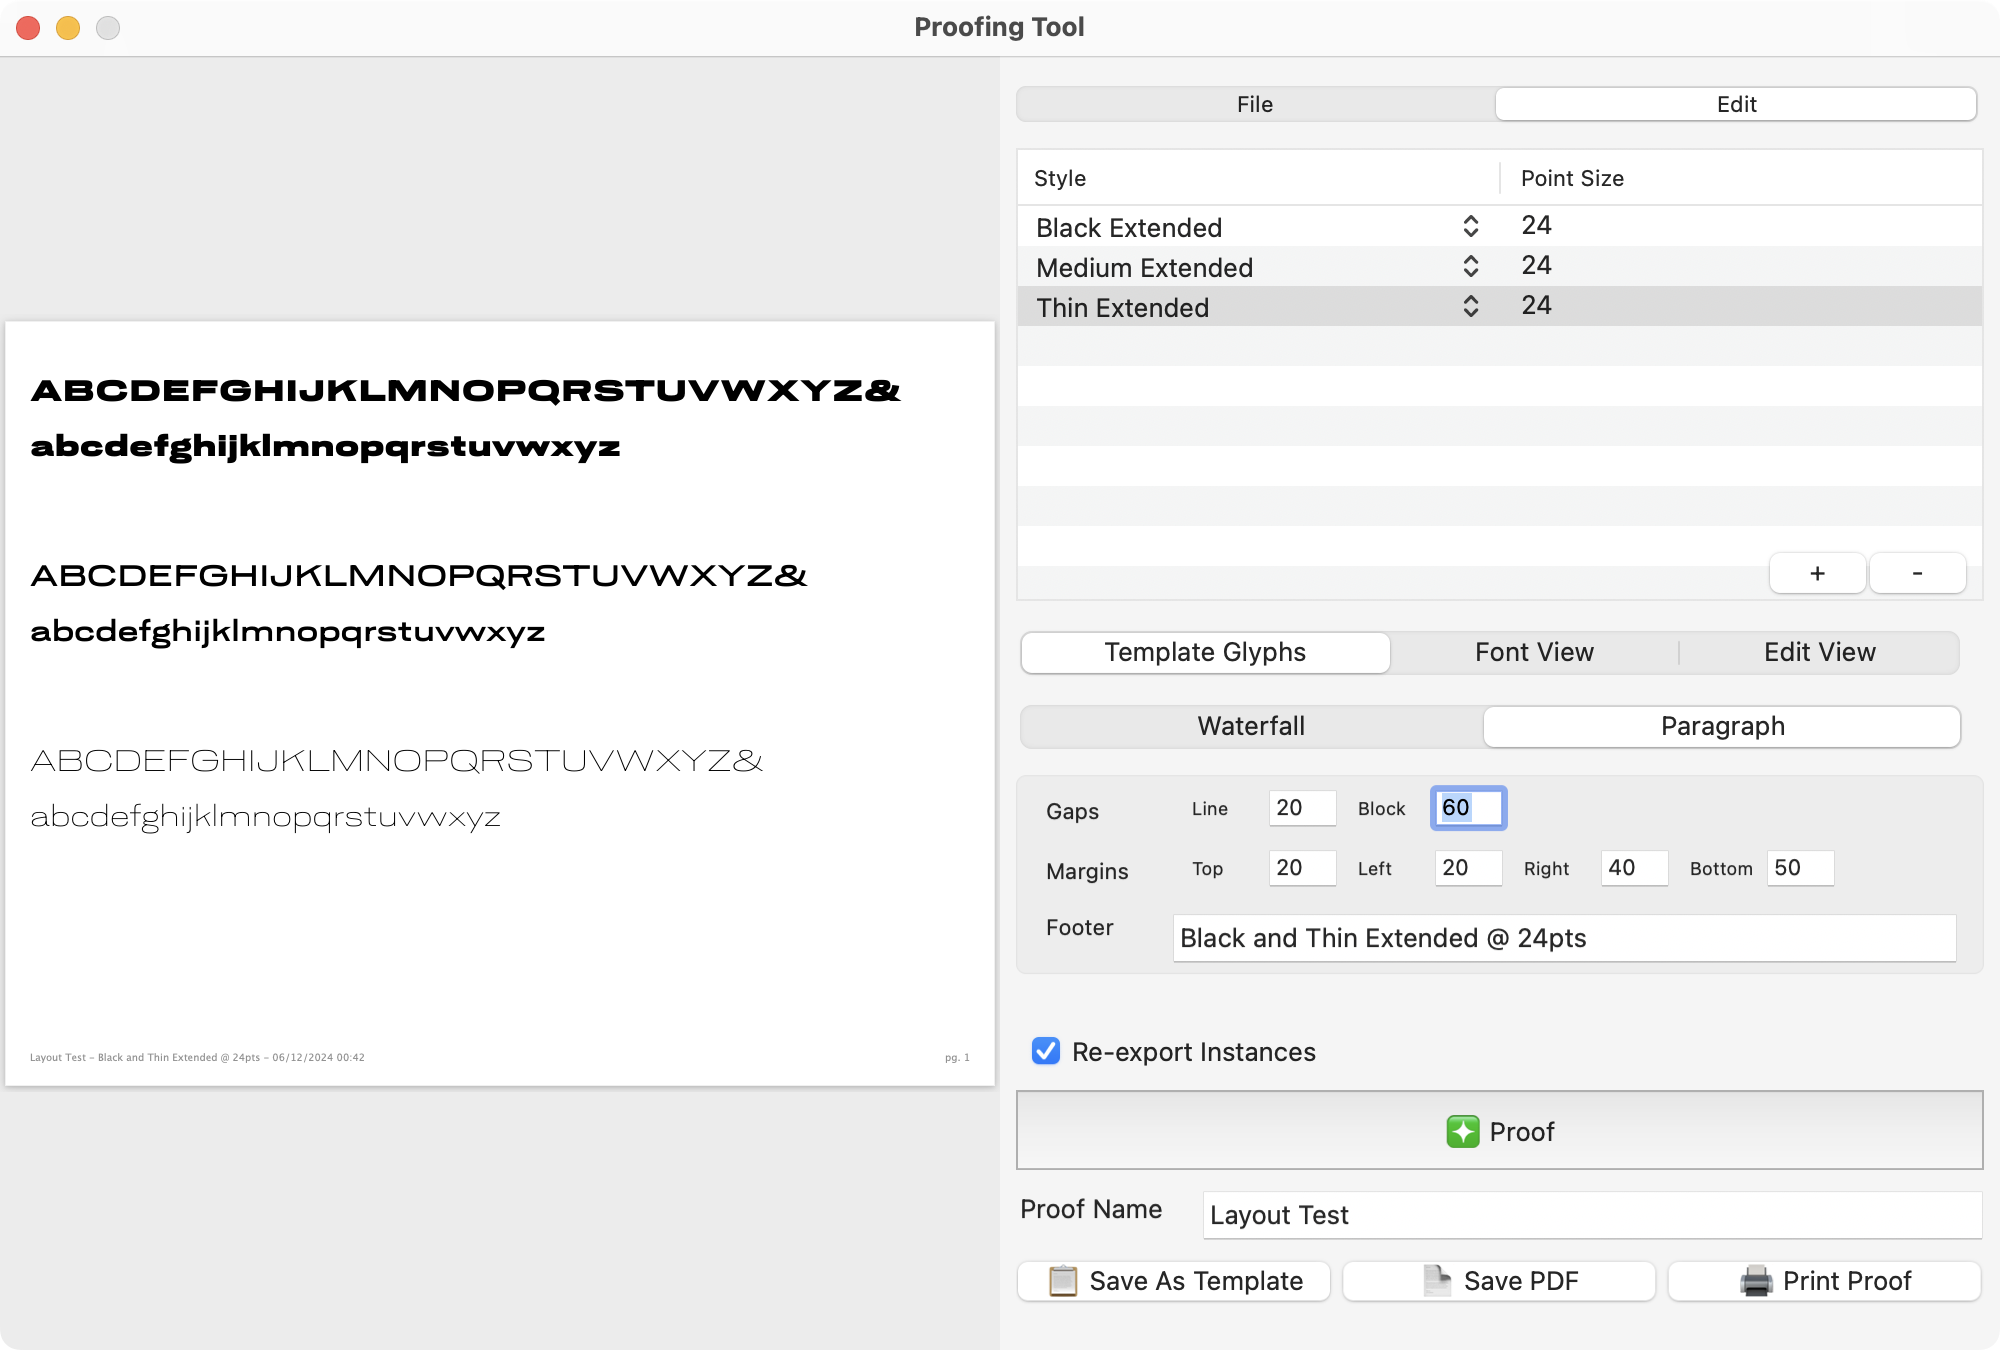 Proofing Tool
File Edit
Style Point Size
Black Extended 24
Medium Extended 24
Thin Extended 24
+ -
Template Glyphs Font View Edit View
Waterfall Paragraph
Gaps Line 20 Block 60
Margins Top 20 Left 20 Right 40 Bottom 50
Footer Black and Thin Extended @ 24pts
Re-export Instances
Proof
Proof Name Layout Test
Save As Template Save PDF Print Proof
ABCDEFGHIJKLMNOPQRSTUVWXYZ&
abcdefghijklmnopqrstuvwxyz
ABCDEFGHIJKLMNOPQRSTUVWXYZ&
abcdefghijklmnopqrstuvwxyz
ABCDEFGHIJKLMNOPQRSTUVWXYZ&
abcdefghijklmnopqrstuvwxyz
Layout Test – Black and Thin Extended @ 24pts – 06/12/2024 00:42 pg. 1